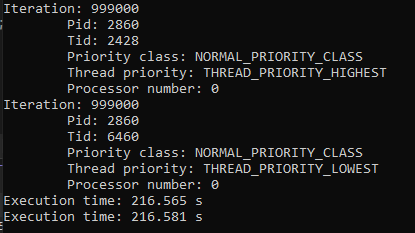 Iteration: 999000
Pid: 2860
Tid: 2428
Priority class: NORMAL_PRIORITY_CLASS
Thread priority: THREAD_PRIORITY_HIGHEST
Processor number: 0
Iteration: 999000
Pid: 2860
Tid: 6460
Priority class: NORMAL_PRIORITY_CLASS
Thread priority: THREAD_PRIORITY_LOWEST
Processor number: 0
Execution time: 216.565 s
Execution time: 216.581 s